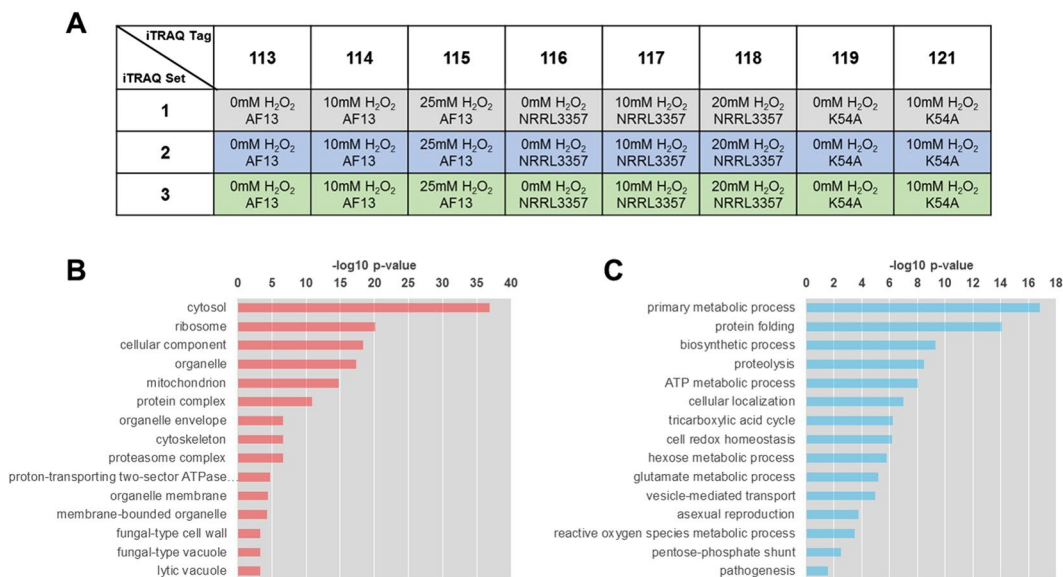 A
iTRAQ Tag
iTRAQ Set
113 114 115 116 117 118 119 121
1
0mM H₂O₂ 10mM H₂O₂ 25mM H₂O₂ 0mM H₂O₂ 10mM H₂O₂ 20mM H₂O₂ 0mM H₂O₂ 10mM H₂O₂
AF13 AF13 AF13 NRRL3357 NRRL3357 NRRL3357 K54A K54A
2
0mM H₂O₂ 10mM H₂O₂ 25mM H₂O₂ 0mM H₂O₂ 10mM H₂O₂ 20mM H₂O₂ 0mM H₂O₂ 10mM H₂O₂
AF13 AF13 AF13 NRRL3357 NRRL3357 NRRL3357 K54A K54A
3
0mM H₂O₂ 10mM H₂O₂ 25mM H₂O₂ 0mM H₂O₂ 10mM H₂O₂ 20mM H₂O₂ 0mM H₂O₂ 10mM H₂O₂
AF13 AF13 AF13 NRRL3357 NRRL3357 NRRL3357 K54A K54A
B
-log10 p-value
0 5 10 15 20 25 30 35 40
cytosol
ribosome
cellular component
organelle
mitochondrion
protein complex
organelle envelope
cytoskeleton
proteasome complex
proton-transporting two-sector ATPase...
organelle membrane
membrane-bounded organelle
fungal-type cell wall
fungal-type vacuole
lytic vacuole
C
-log10 p-value
0 2 4 6 8 10 12 14 16 18
primary metabolic process
protein folding
biosynthetic process
proteolysis
ATP metabolic process
cellular localization
tricarboxylic acid cycle
cell redox homeostasis
hexose metabolic process
glutamate metabolic process
vesicle-mediated transport
asexual reproduction
reactive oxygen species metabolic process
pentose-phosphate shunt
pathogenesis